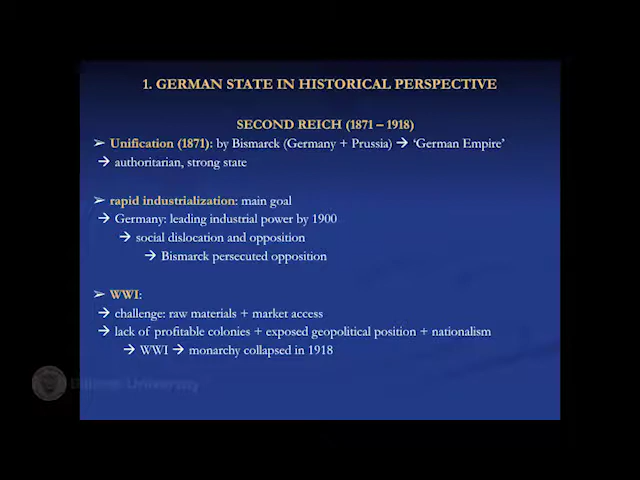 1. GERMAN STATE IN HISTORICAL PERSPECTIVE
SECOND REICH (1871 – 1918)
➢ Unification (1871): by Bismarck (Germany + Prussia) → ‘German Empire’
→ authoritarian, strong state
➢ rapid industrialization: main goal
→ Germany: leading industrial power by 1900
→ social dislocation and opposition
→ Bismarck persecuted opposition
➢ WWI:
→ challenge: raw materials + market access
→ lack of profitable colonies + exposed geopolitical position + nationalism
→ WWI → monarchy collapsed in 1918
University